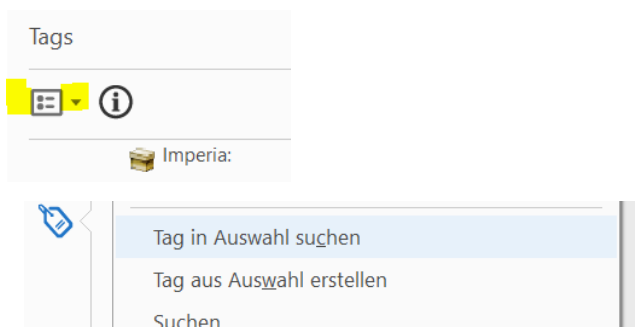 Tags
Imperia:
Tag in Auswahl suchen
Tag aus Auswahl erstellen
Suchen